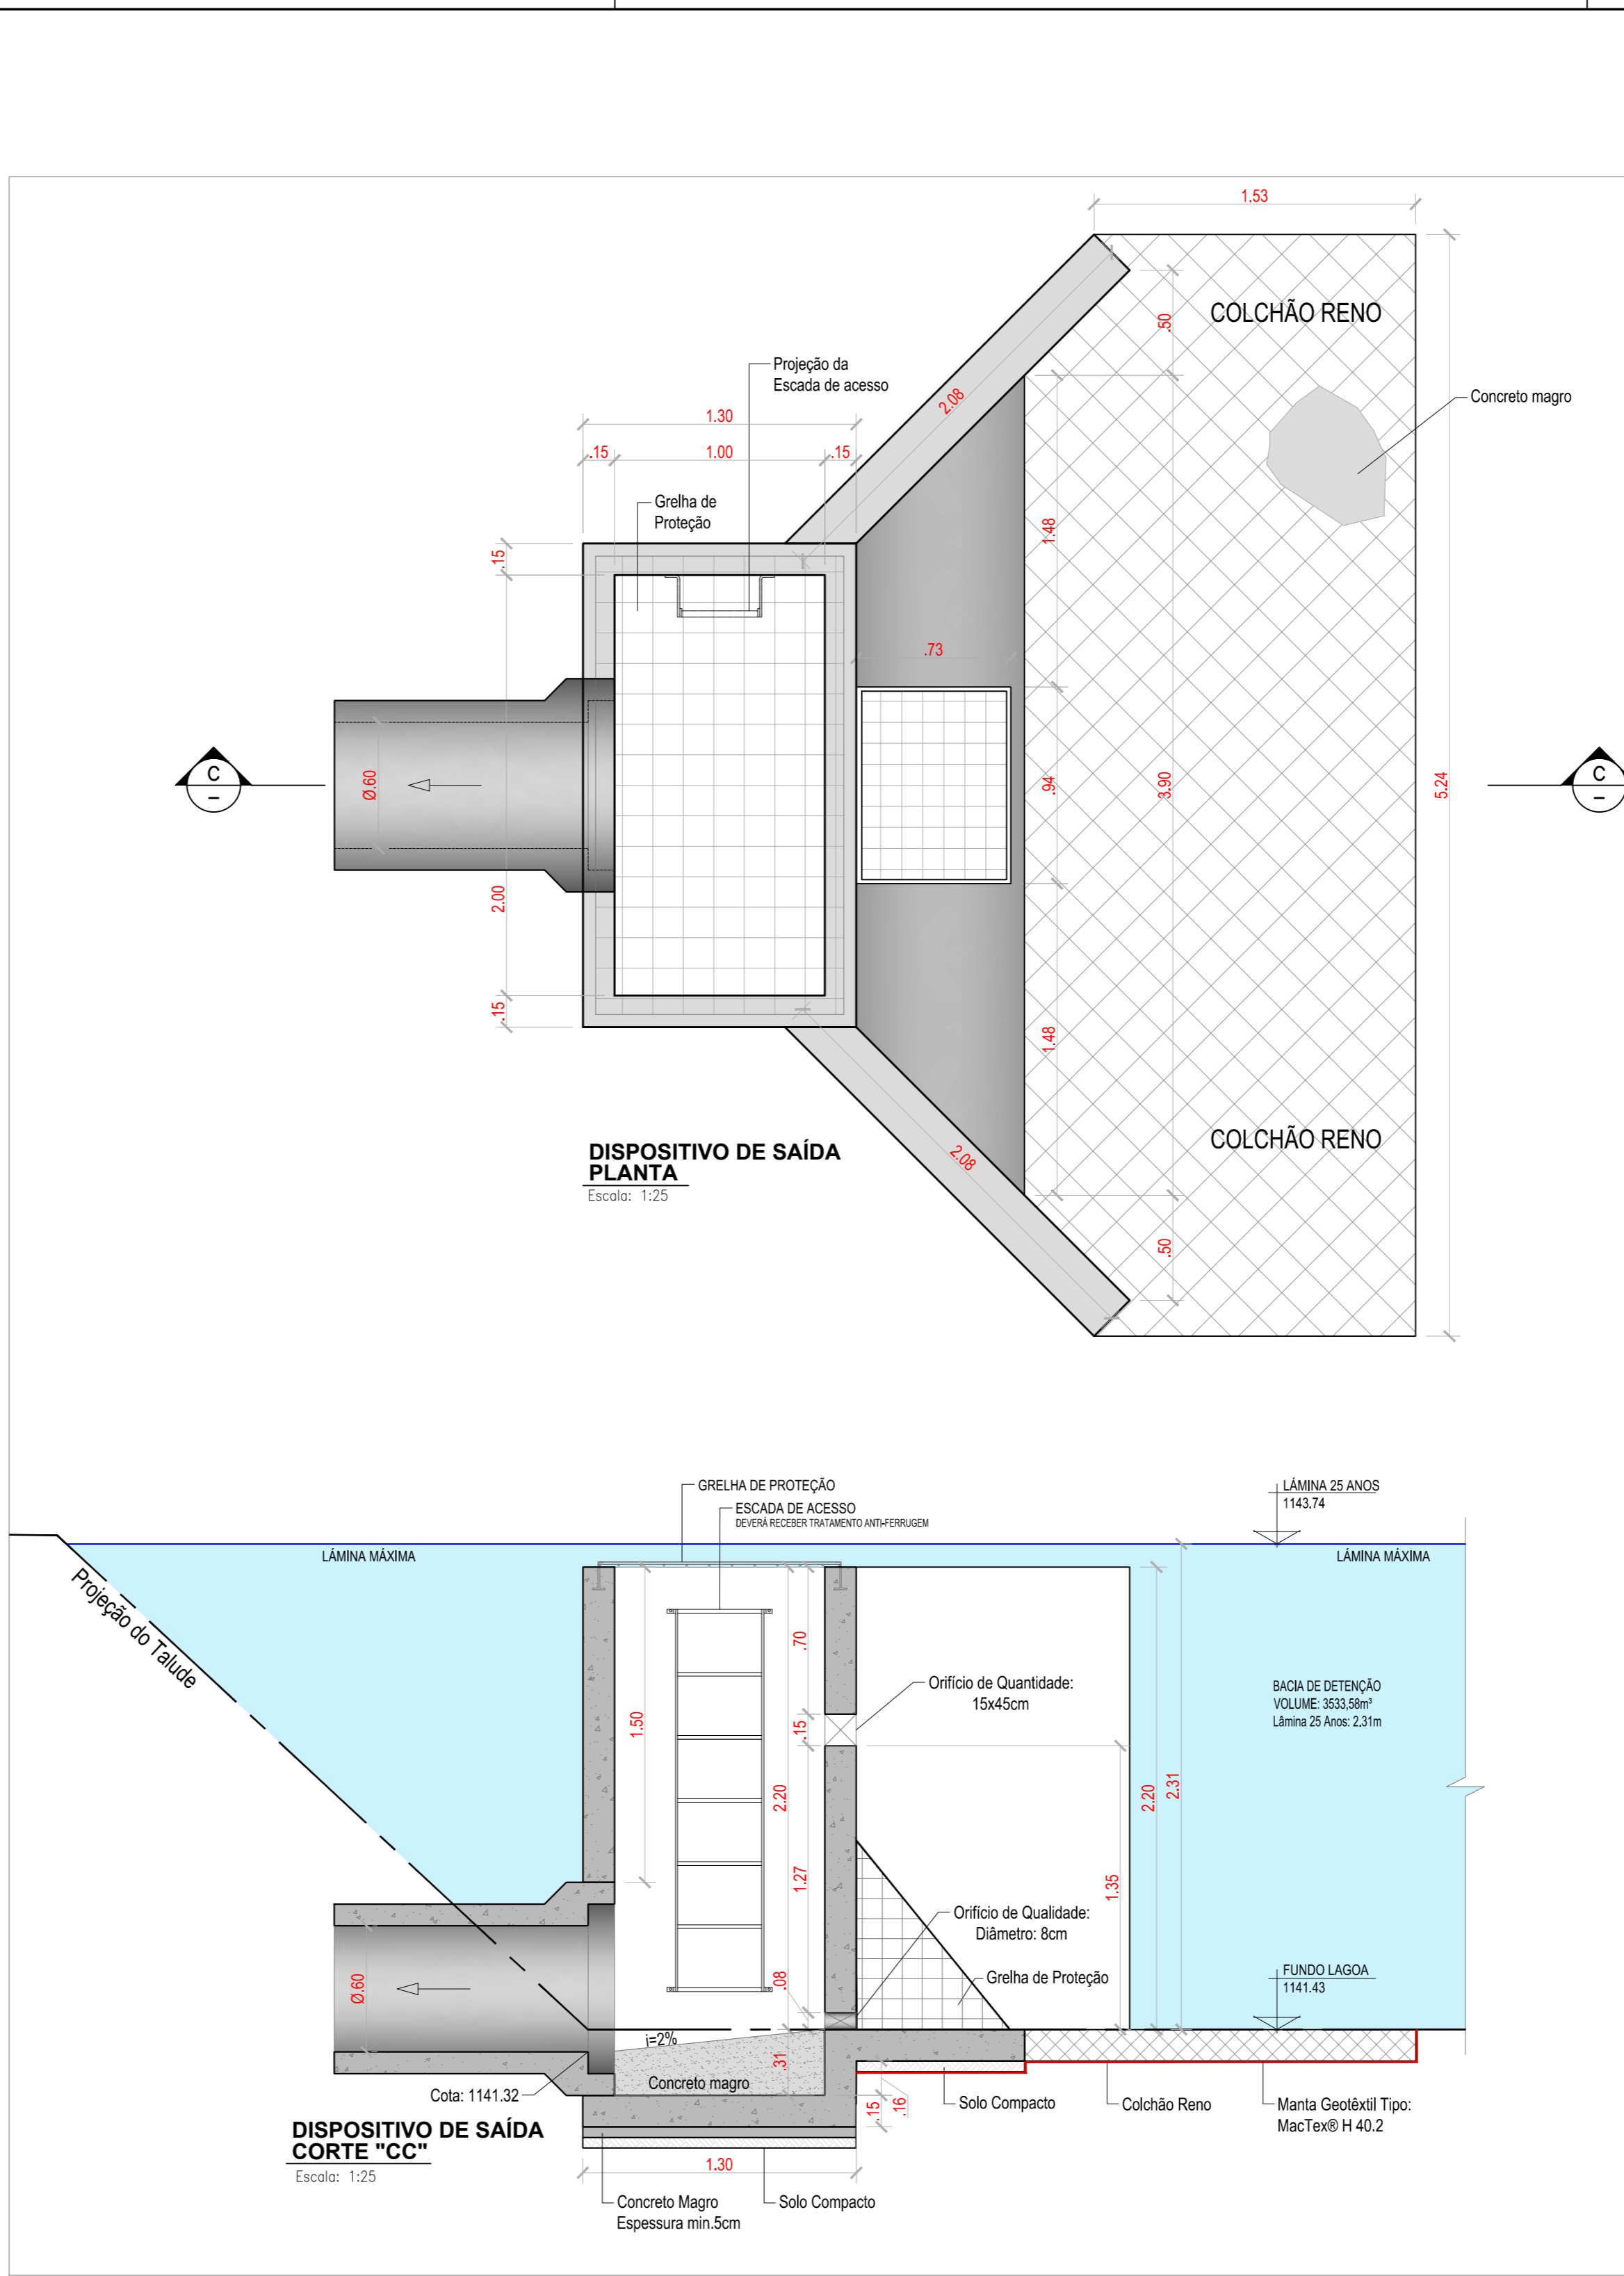 1.53
COLCHÃO RENO
.50
Projeção da
Escada de acesso
2.08
Concreto magro
1.30
.15
1.00
.15
Grelha de
Proteção
1.48
.15
.73
C
–
Ø.60
.94
3.90
5.24
C
–
2.00
.15
1.48
COLCHÃO RENO
DISPOSITIVO DE SAÍDA
PLANTA
Escala: 1:25
2.08
.50
GRELHA DE PROTEÇÃO
ESCADA DE ACESSO
DEVERÁ RECEBER TRATAMENTO ANTI-FERRUGEM
LÂMINA 25 ANOS
1143.74
LÂMINA MÁXIMA
LÂMINA MÁXIMA
Projeção do Talude
.70
Orifício de Quantidade:
15x45cm
BACIA DE DETENÇÃO
VOLUME: 3533,58m³
Lâmina 25 Anos: 2.31m
1.50
.15
2.20
2.20
2.31
1.27
1.35
Orifício de Qualidade:
Diâmetro: 8cm
Grelha de Proteção
.08
Ø.60
FUNDO LAGOA
1141.43
i=2%
.31
Concreto magro
Cota: 1141.32
.15
.16
Solo Compacto
Colchão Reno
Manta Geotêxtil Tipo:
MacTex® H 40.2
DISPOSITIVO DE SAÍDA
CORTE "CC"
Escala: 1:25
1.30
Concreto Magro
Espessura min.5cm
Solo Compacto